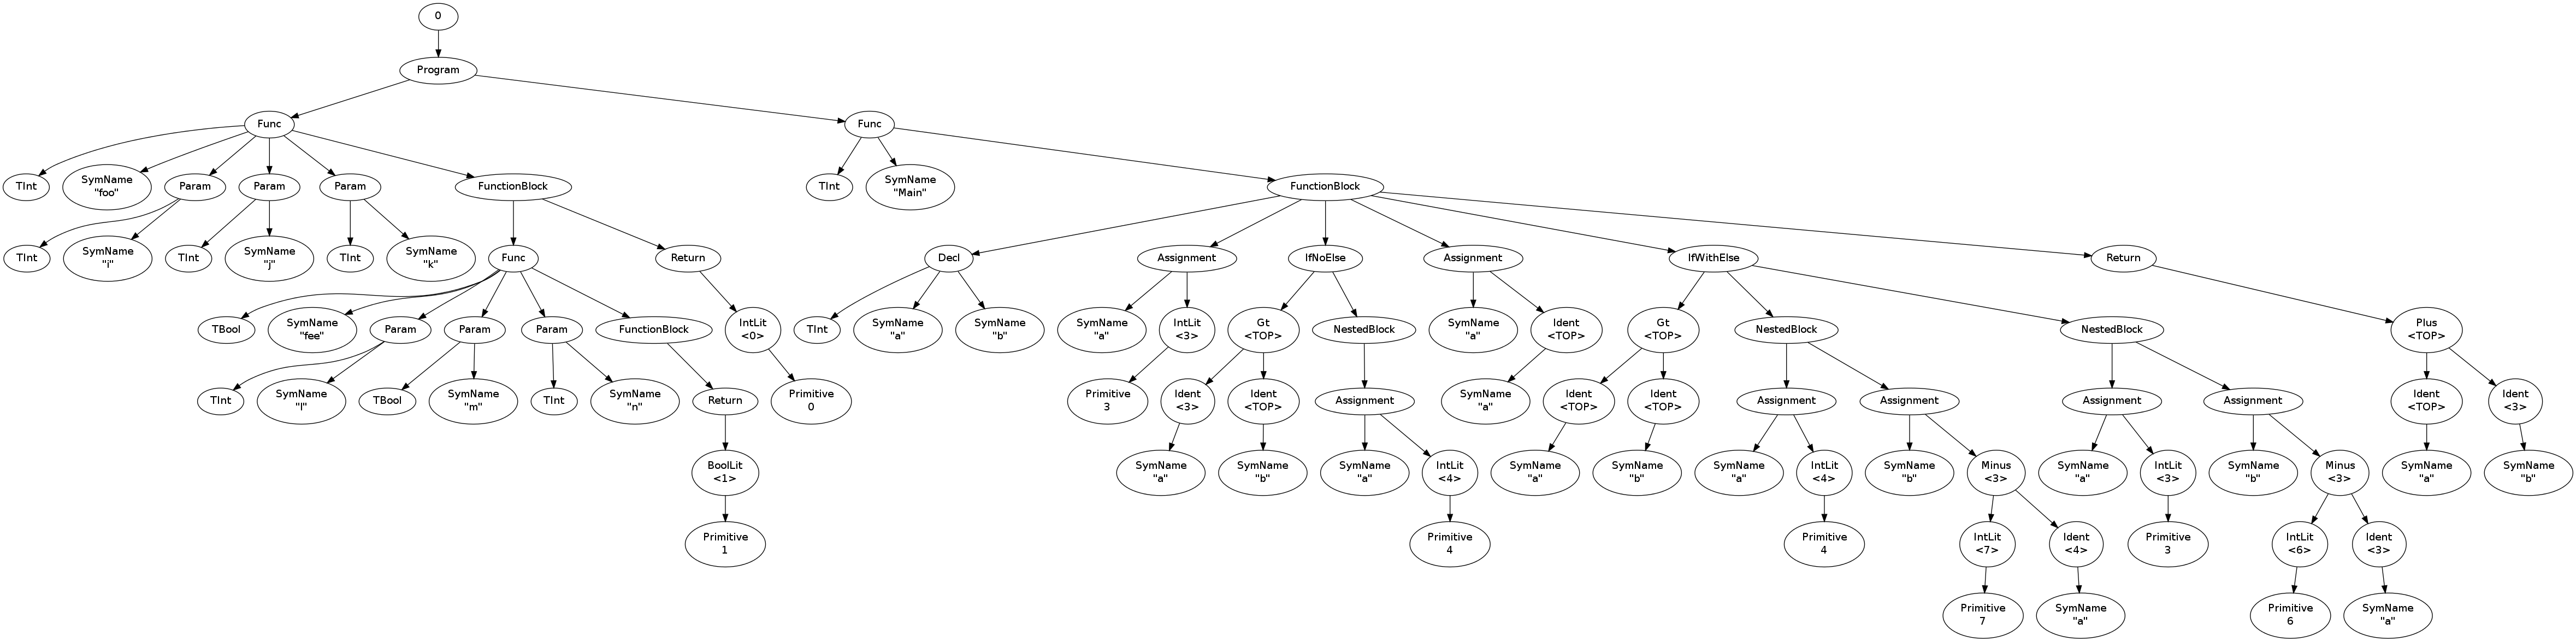 0
Program
Func
Func
TInt
SymName
"foo"
Param
Param
Param
FunctionBlock
TInt
SymName
"Main"
FunctionBlock
TInt
SymName
"i"
TInt
SymName
"j"
TInt
SymName
"k"
Func
Return
Decl
Assignment
IfNoElse
Assignment
IfWithElse
Return
TBool
SymName
"fee"
Param
Param
Param
FunctionBlock
IntLit
<0>
TInt
SymName
"a"
SymName
"b"
SymName
"a"
IntLit
<3>
Gt
<TOP>
NestedBlock
SymName
"a"
Ident
<TOP>
Gt
<TOP>
NestedBlock
NestedBlock
Plus
<TOP>
TInt
SymName
"l"
TBool
SymName
"m"
TInt
SymName
"n"
Return
Primitive
0
Primitive
3
Ident
<3>
Ident
<TOP>
Assignment
SymName
"a"
Ident
<TOP>
Ident
<TOP>
Assignment
Assignment
Assignment
Assignment
Ident
<TOP>
Ident
<3>
BoolLit
<1>
SymName
"a"
SymName
"b"
SymName
"a"
IntLit
<4>
SymName
"a"
SymName
"b"
SymName
"a"
IntLit
<4>
SymName
"b"
Minus
<3>
SymName
"a"
IntLit
<3>
SymName
"b"
Minus
<3>
SymName
"a"
SymName
"b"
Primitive
1
Primitive
4
Primitive
4
IntLit
<7>
Ident
<4>
Primitive
3
IntLit
<6>
Ident
<3>
Primitive
7
SymName
"a"
Primitive
6
SymName
"a"